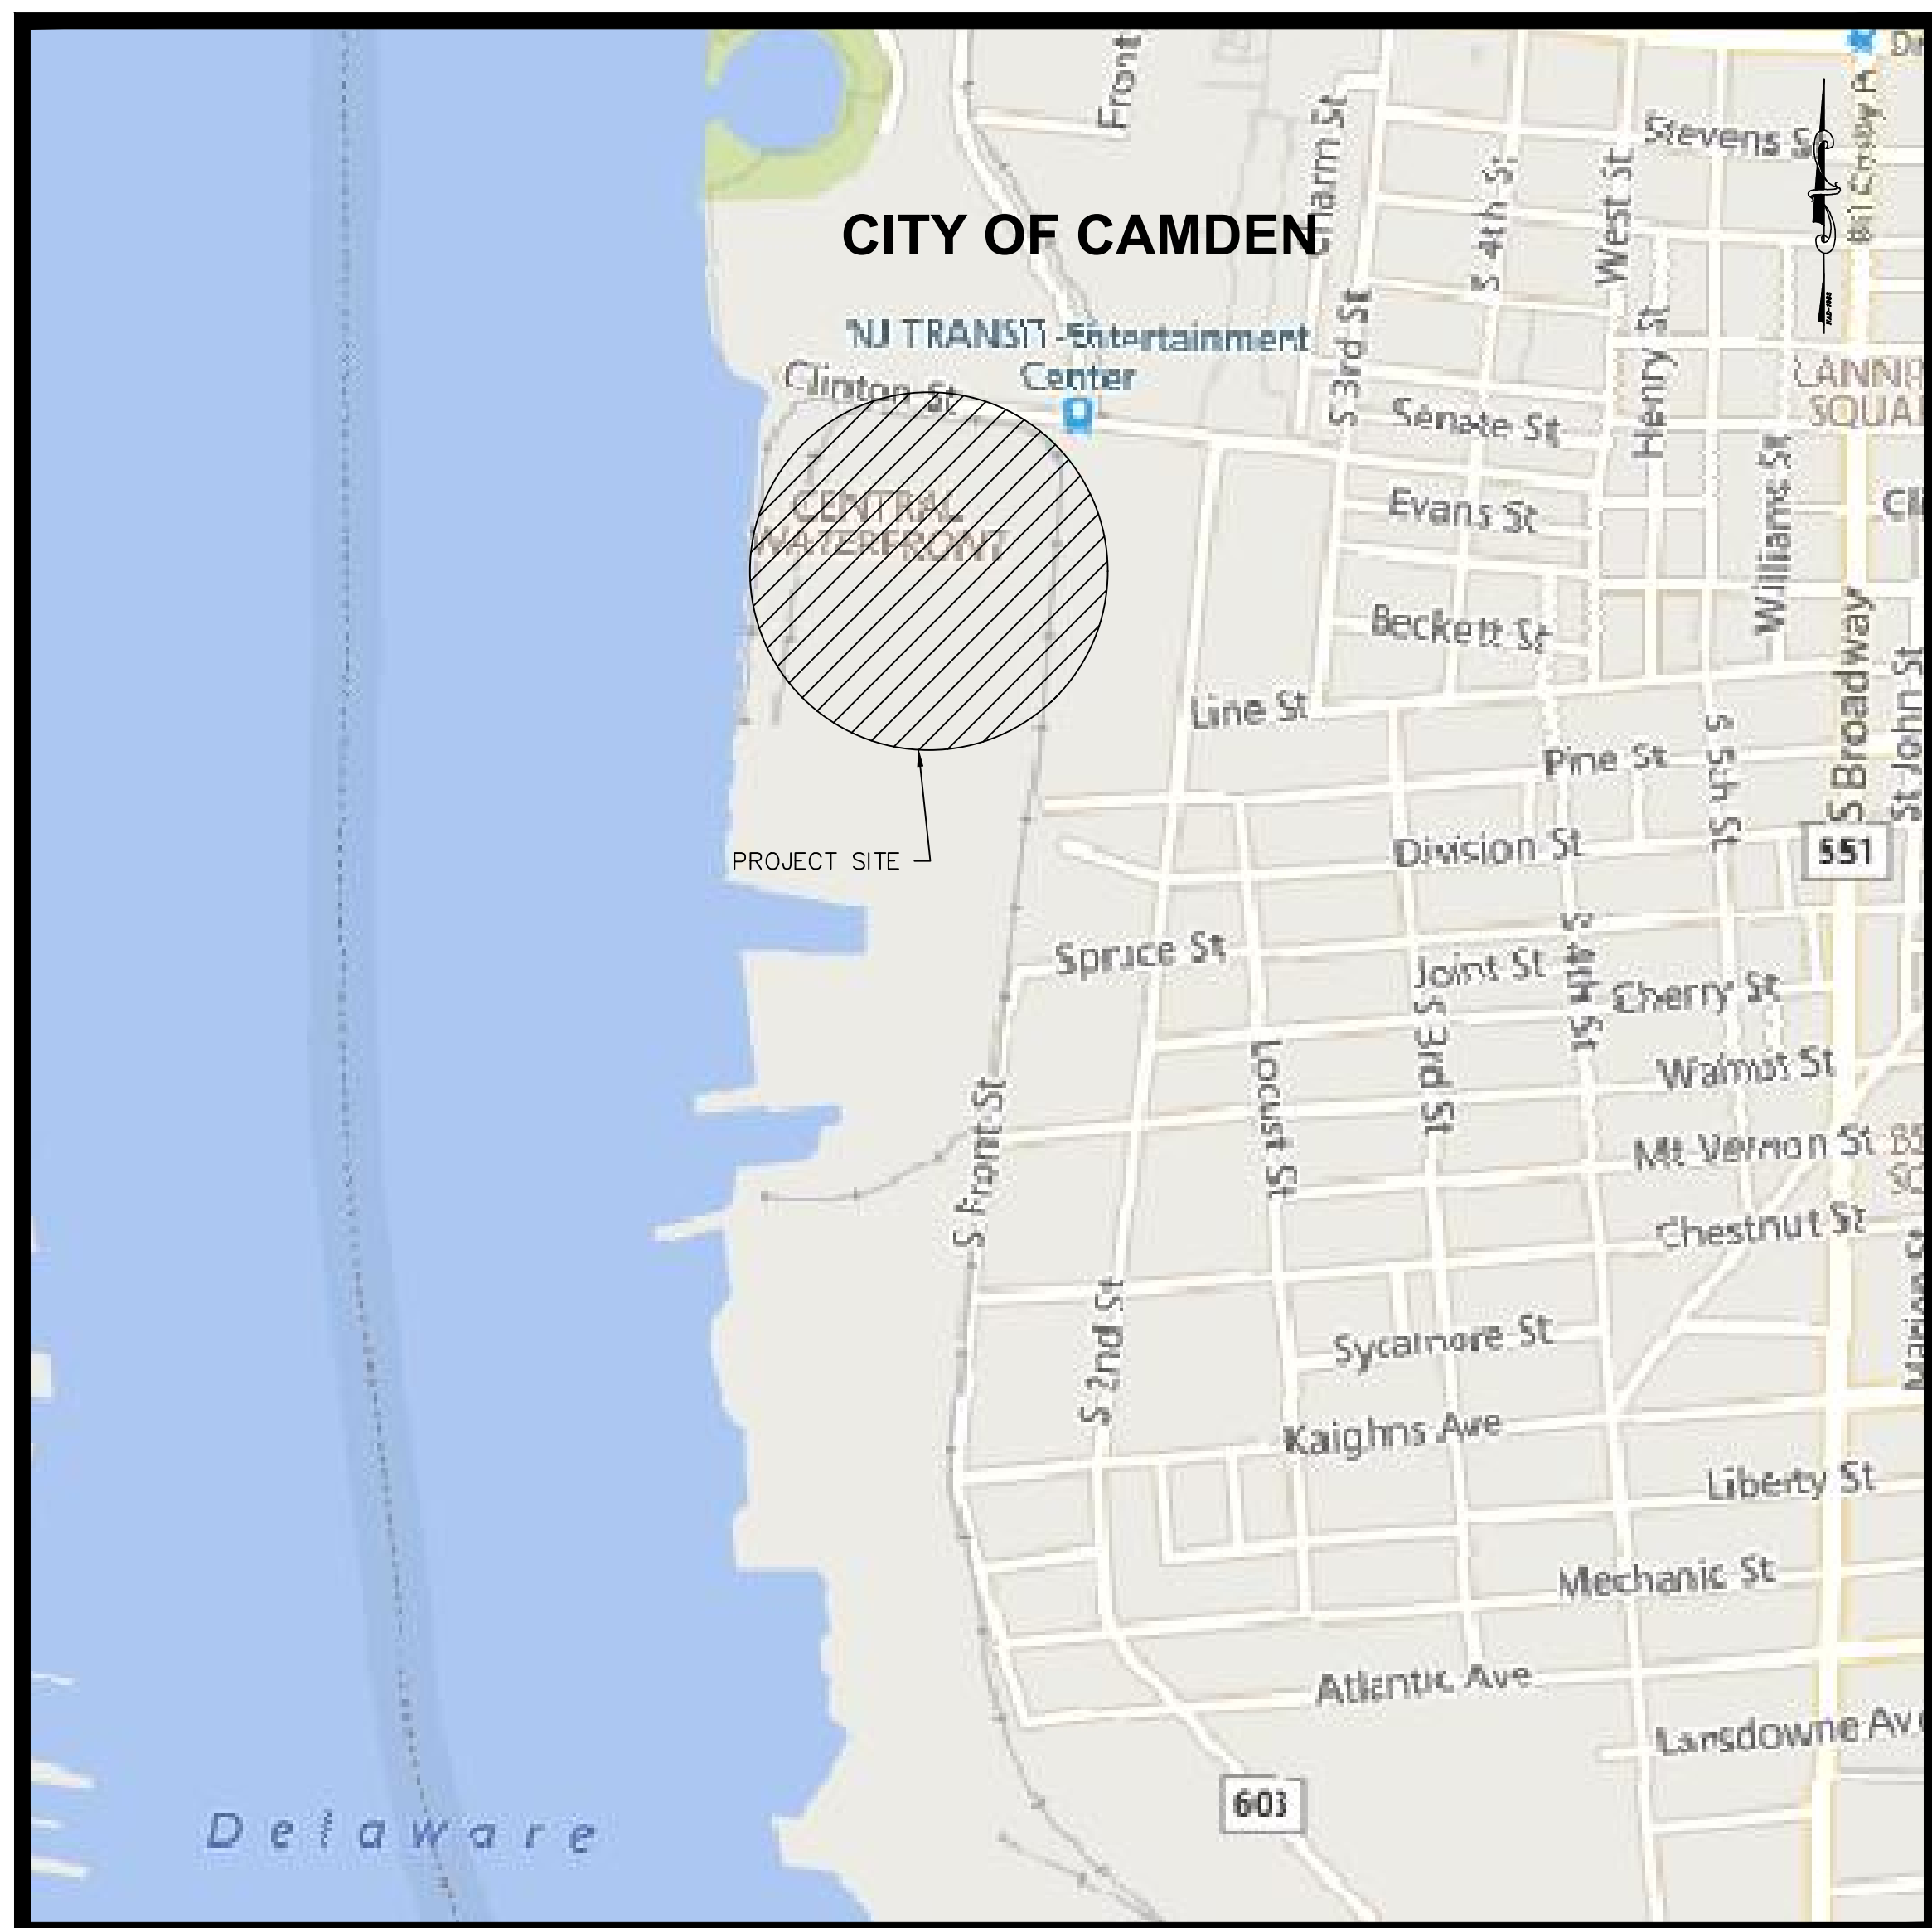 Front
Stevens S
CITY OF CAMDEN
S 4th St
West St
NJ TRANSIT - Entertainment
Center
S 3rd St
Henry St
Clinton St
Senate St
SQUA
CENTRAL
WATERFRONT
Evans St
Williams St
Beckett St
Line St
S Broadway
St John St
Pine St
S 5th St
PROJECT SITE
Division St
551
Spruce St
Joint St
S 4th St
Cherry St
S 3rd St
Locust St
Walnut St
S Front St
Mt Vernon St
Chestnut St
S 2nd St
Sycamore St
Kaighns Ave
Liberty St
Mechanic St
Atlantic Ave
Lansdowne Av
603
Delaware